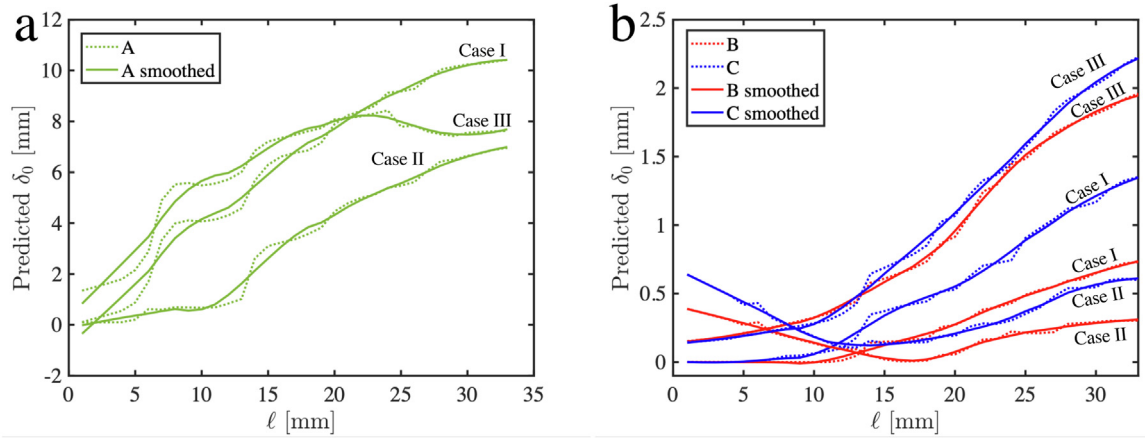 a
12
10
8
6
4
2
0
-2
0 5 10 15 20 25 30 35
Predicted δ0 [mm]
ℓ [mm]
A
A smoothed
Case I
Case III
Case II
b
2.5
2
1.5
1
0.5
0
0 5 10 15 20 25 30
Predicted δ0 [mm]
ℓ [mm]
B
C
B smoothed
C smoothed
Case III
Case III
Case I
Case I
Case II
Case II